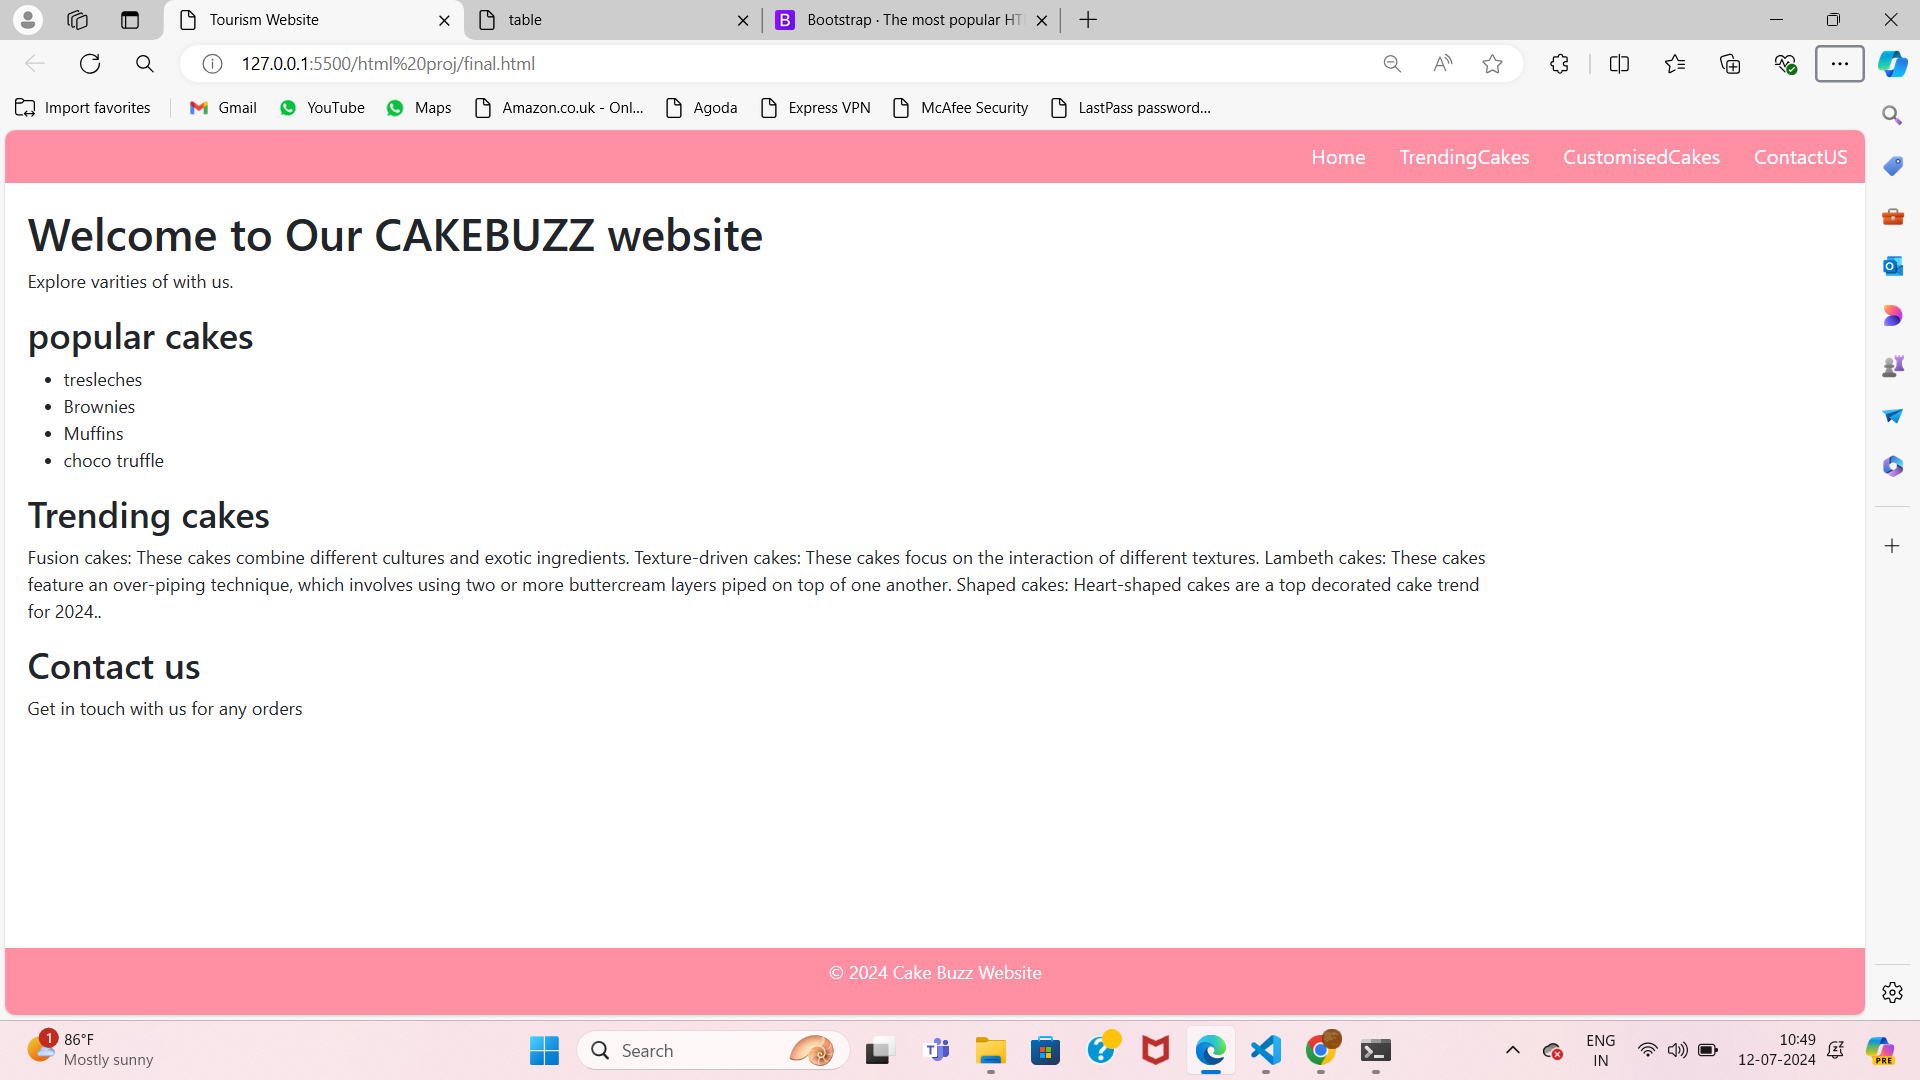 Tourism Website
table
Bootstrap · The most popular HT
127.0.0.1:5500/html%20proj/final.html
Import favorites
Gmail
YouTube
Maps
Amazon.co.uk - Onl...
Agoda
Express VPN
McAfee Security
LastPass password...
Home TrendingCakes CustomisedCakes ContactUS
Welcome to Our CAKEBUZZ website
Explore varities of with us.
popular cakes
• tresleches
• Brownies
• Muffins
• choco truffle
Trending cakes
Fusion cakes: These cakes combine different cultures and exotic ingredients. Texture-driven cakes: These cakes focus on the interaction of different textures. Lambeth cakes: These cakes
feature an over-piping technique, which involves using two or more buttercream layers piped on top of one another. Shaped cakes: Heart-shaped cakes are a top decorated cake trend
for 2024..
Contact us
Get in touch with us for any orders
© 2024 Cake Buzz Website
1
86°F
Mostly sunny
Search
ENG
IN
10:49
12-07-2024
PRE